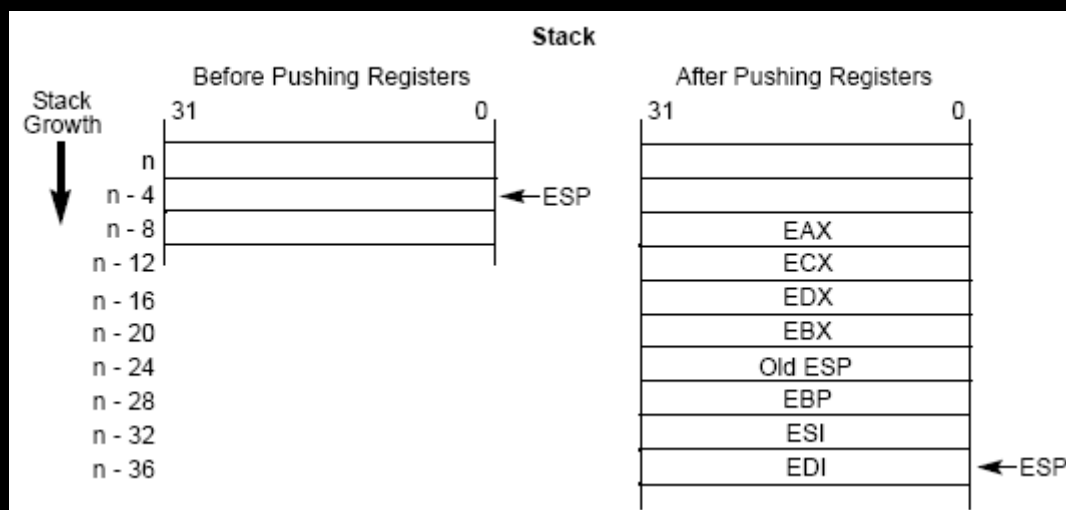 Stack
Before Pushing Registers
After Pushing Registers
Stack
Growth
31 0
31 0
n
n - 4
ESP
n - 8
EAX
n - 12
ECX
n - 16
EDX
n - 20
EBX
n - 24
Old ESP
n - 28
EBP
n - 32
ESI
n - 36
EDI
ESP